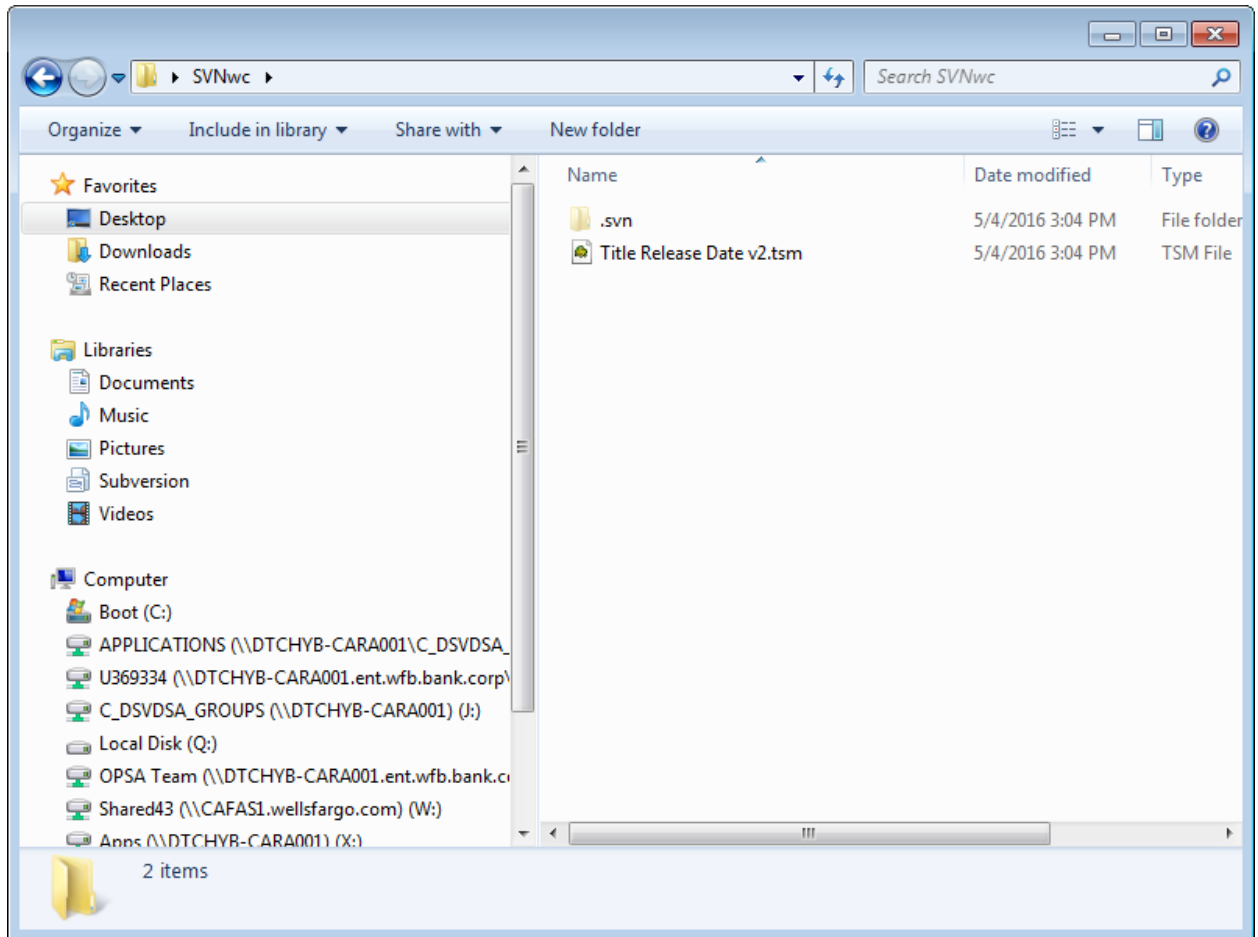 SVNwc
Search SVNwc
Organize Include in library Share with New folder
Name Date modified Type
.svn 5/4/2016 3:04 PM File folder
Title Release Date v2.tsm 5/4/2016 3:04 PM TSM File
Favorites
Desktop
Downloads
Recent Places
Libraries
Documents
Music
Pictures
Subversion
Videos
Computer
Boot (C:)
APPLICATIONS (\\DTCHYB-CARA001\C_DSVDSA_
U369334 (\\DTCHYB-CARA001.ent.wfb.bank.corp\
C_DSVDSA_GROUPS (\\DTCHYB-CARA001) (J:)
Local Disk (Q:)
OPSA Team (\\DTCHYB-CARA001.ent.wfb.bank.c
Shared43 (\\CAFAS1.wellsfargo.com) (W:)
Apps (\\DTCHYB-CARA001) (X:)
2 items